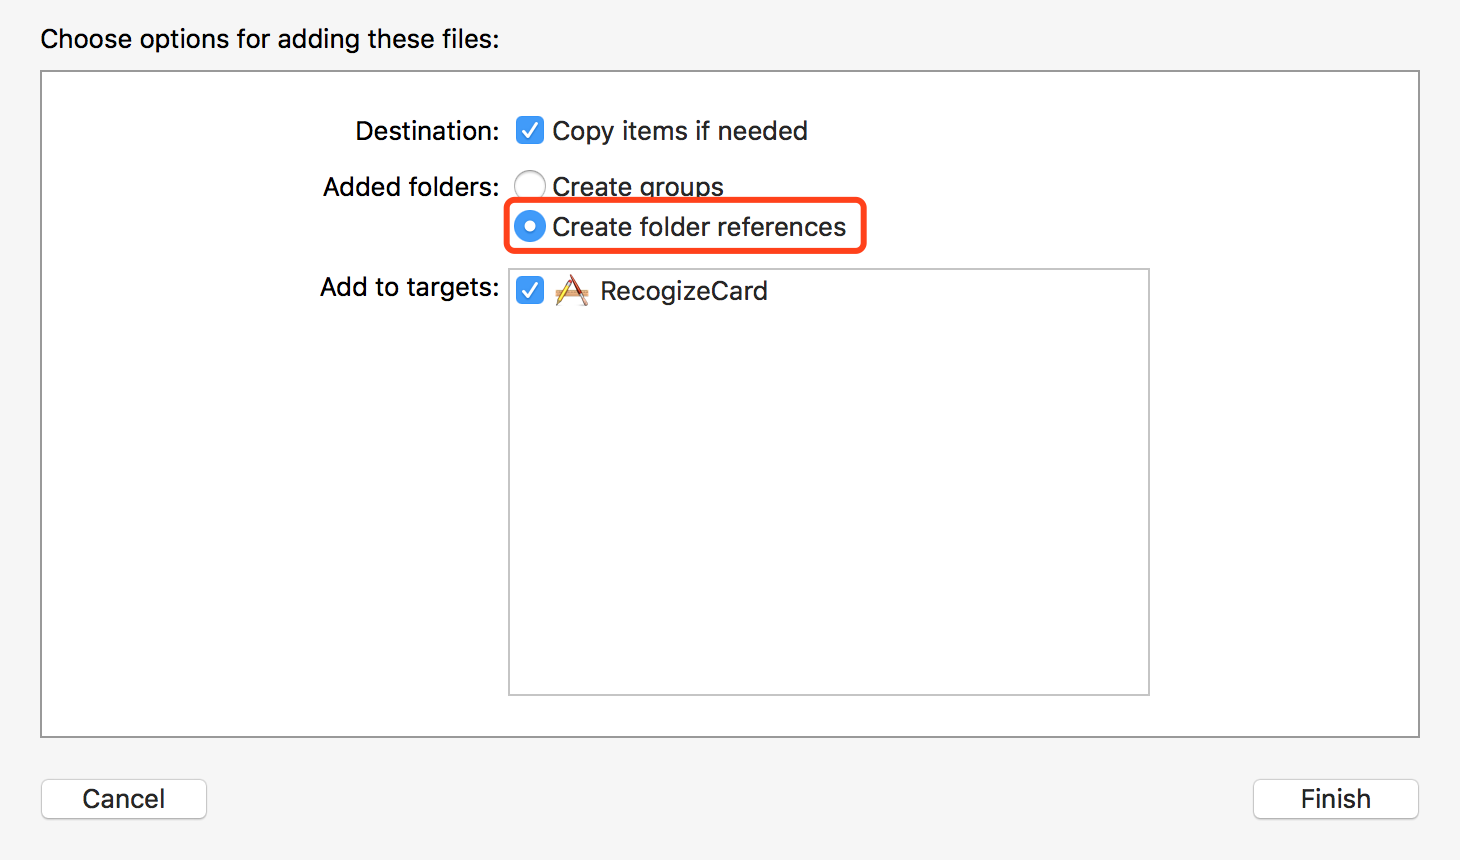 Choose options for adding these files:
Destination: Copy items if needed
Added folders: Create groups
Create folder references
Add to targets: RecogizeCard
Cancel Finish